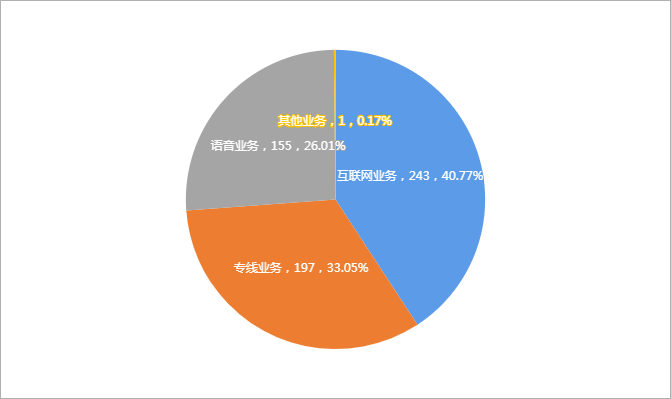 其他业务，1，0.17%
语音业务，155，26.01%
互联网业务，243，40.77%
专线业务，197，33.05%